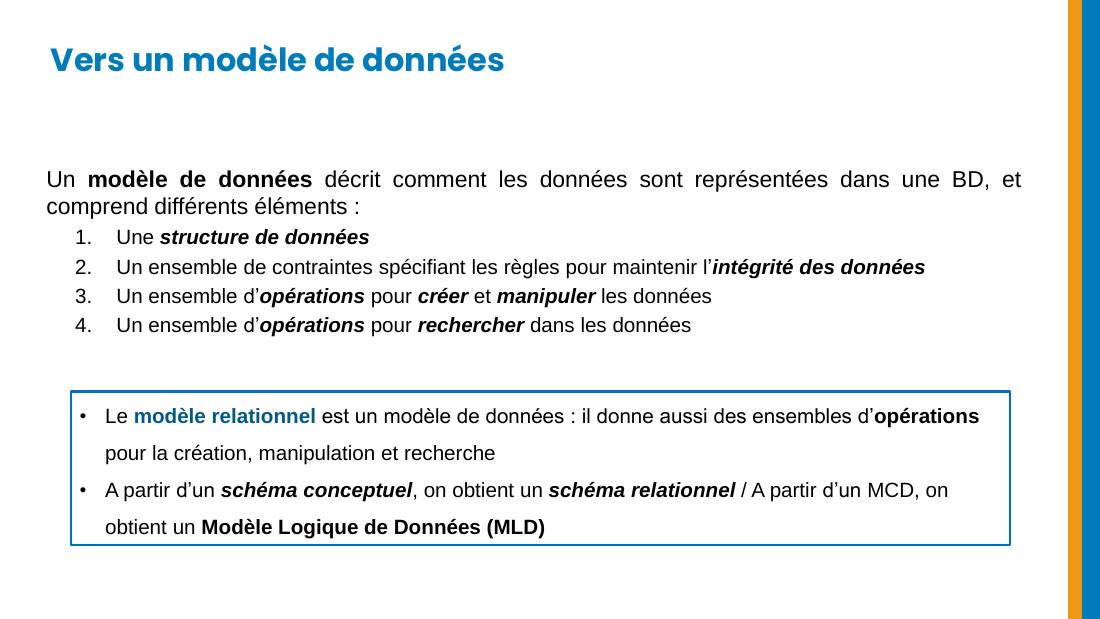 Vers un modèle de données
Un modèle de données décrit comment les données sont représentées dans une BD, et
comprend différents éléments :
1. Une structure de données
2. Un ensemble de contraintes spécifiant les règles pour maintenir l’intégrité des données
3. Un ensemble d’opérations pour créer et manipuler les données
4. Un ensemble d’opérations pour rechercher dans les données
• Le modèle relationnel est un modèle de données : il donne aussi des ensembles d’opérations
pour la création, manipulation et recherche
• A partir d’un schéma conceptuel, on obtient un schéma relationnel / A partir d’un MCD, on
obtient un Modèle Logique de Données (MLD)